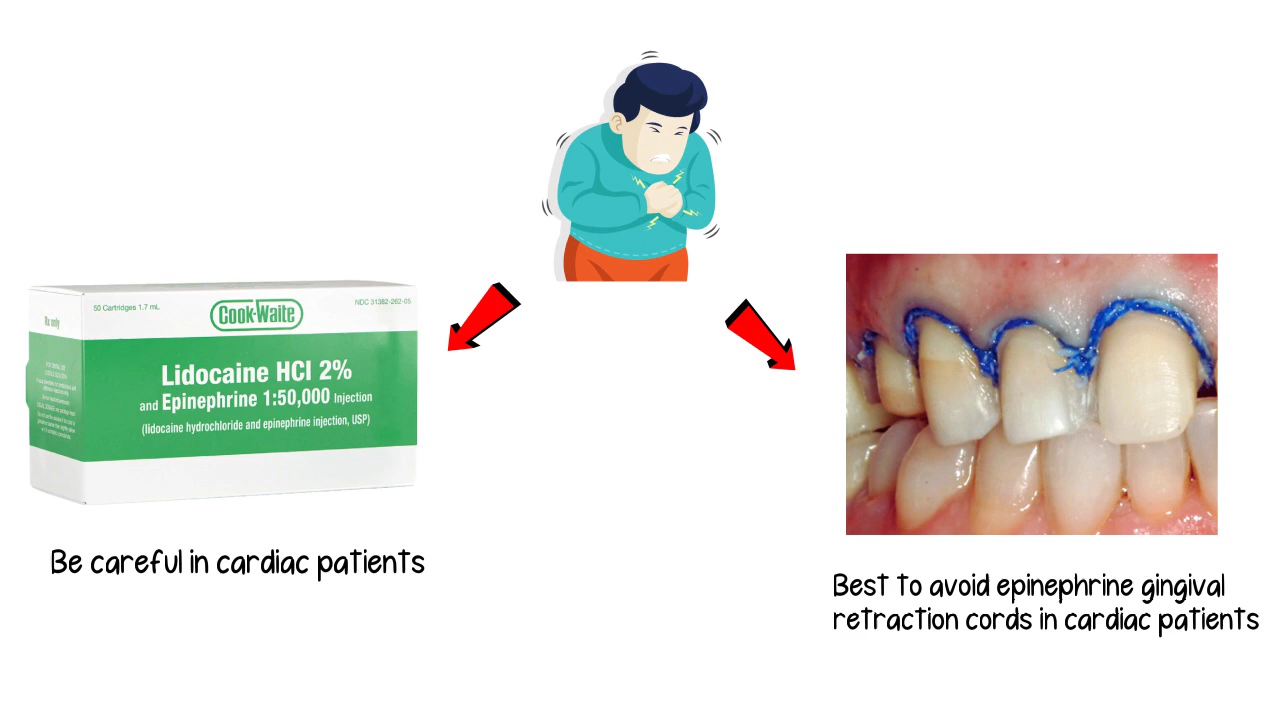 50 Cartridges 1.7 mL
Cook-Waite
NDC 31382-262-05
Rx only
Lidocaine HCl 2%
and Epinephrine 1:50,000 Injection
(lidocaine hydrochloride and epinephrine injection, USP)
Be careful in cardiac patients
Best to avoid epinephrine gingival
retraction cords in cardiac patients